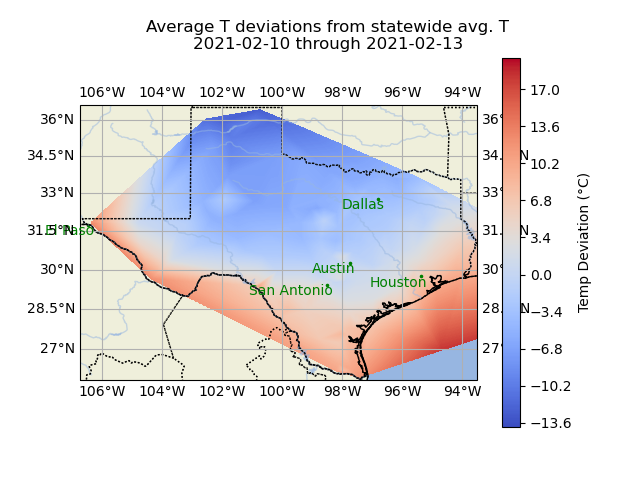 Average T deviations from statewide avg. T
2021-02-10 through 2021-02-13
106°W 104°W 102°W 100°W 98°W 96°W 94°W
36°N
34.5°N
33°N
31.5°N
30°N
28.5°N
27°N
36°
34. N
33°
31. N
30°
28. N
27°
El Paso
Dallas
Austin
San Antonio
Houston
106°W 104°W 102°W 100°W 98°W 96°W 94°W
17.0
13.6
10.2
6.8
3.4
0.0
−3.4
−6.8
−10.2
−13.6
Temp Deviation (°C)